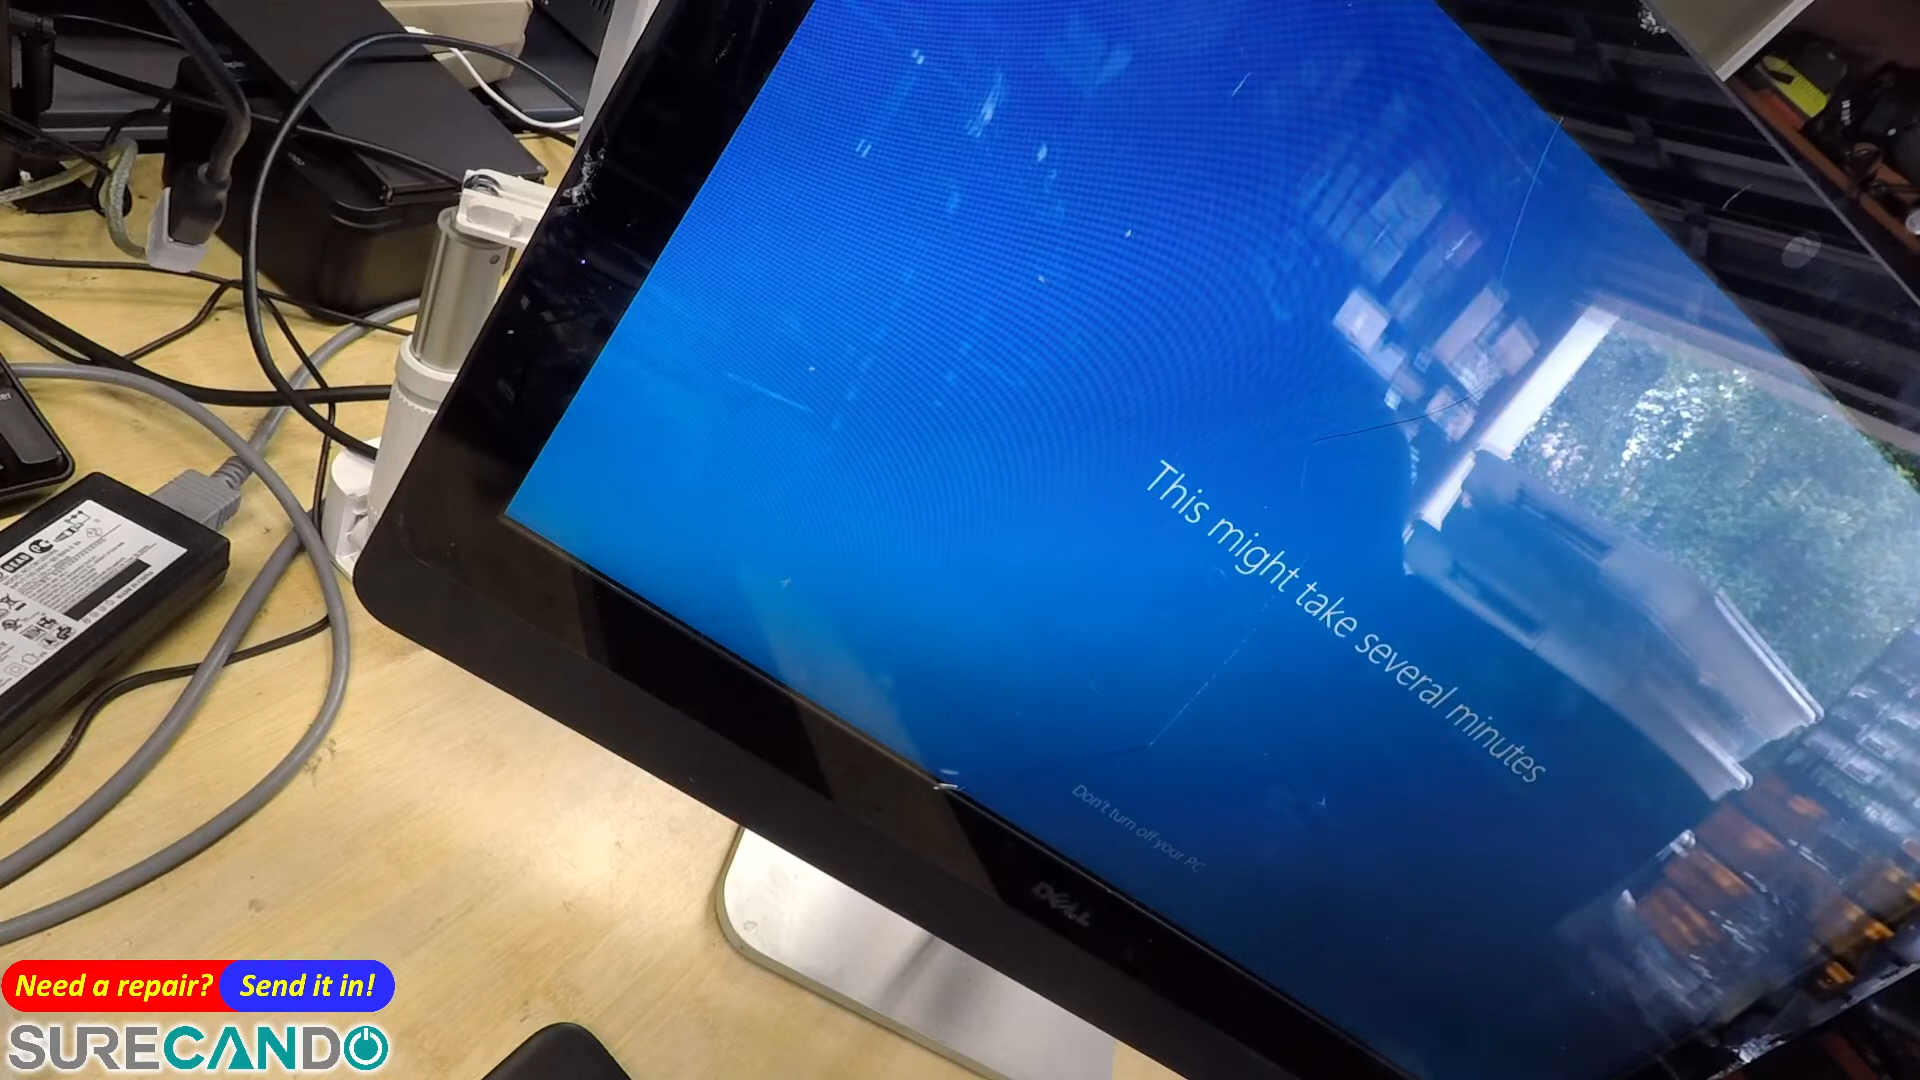 This might take several minutes
Don't turn off your PC
DELL
Need a repair? Send it in!
SURECANDO